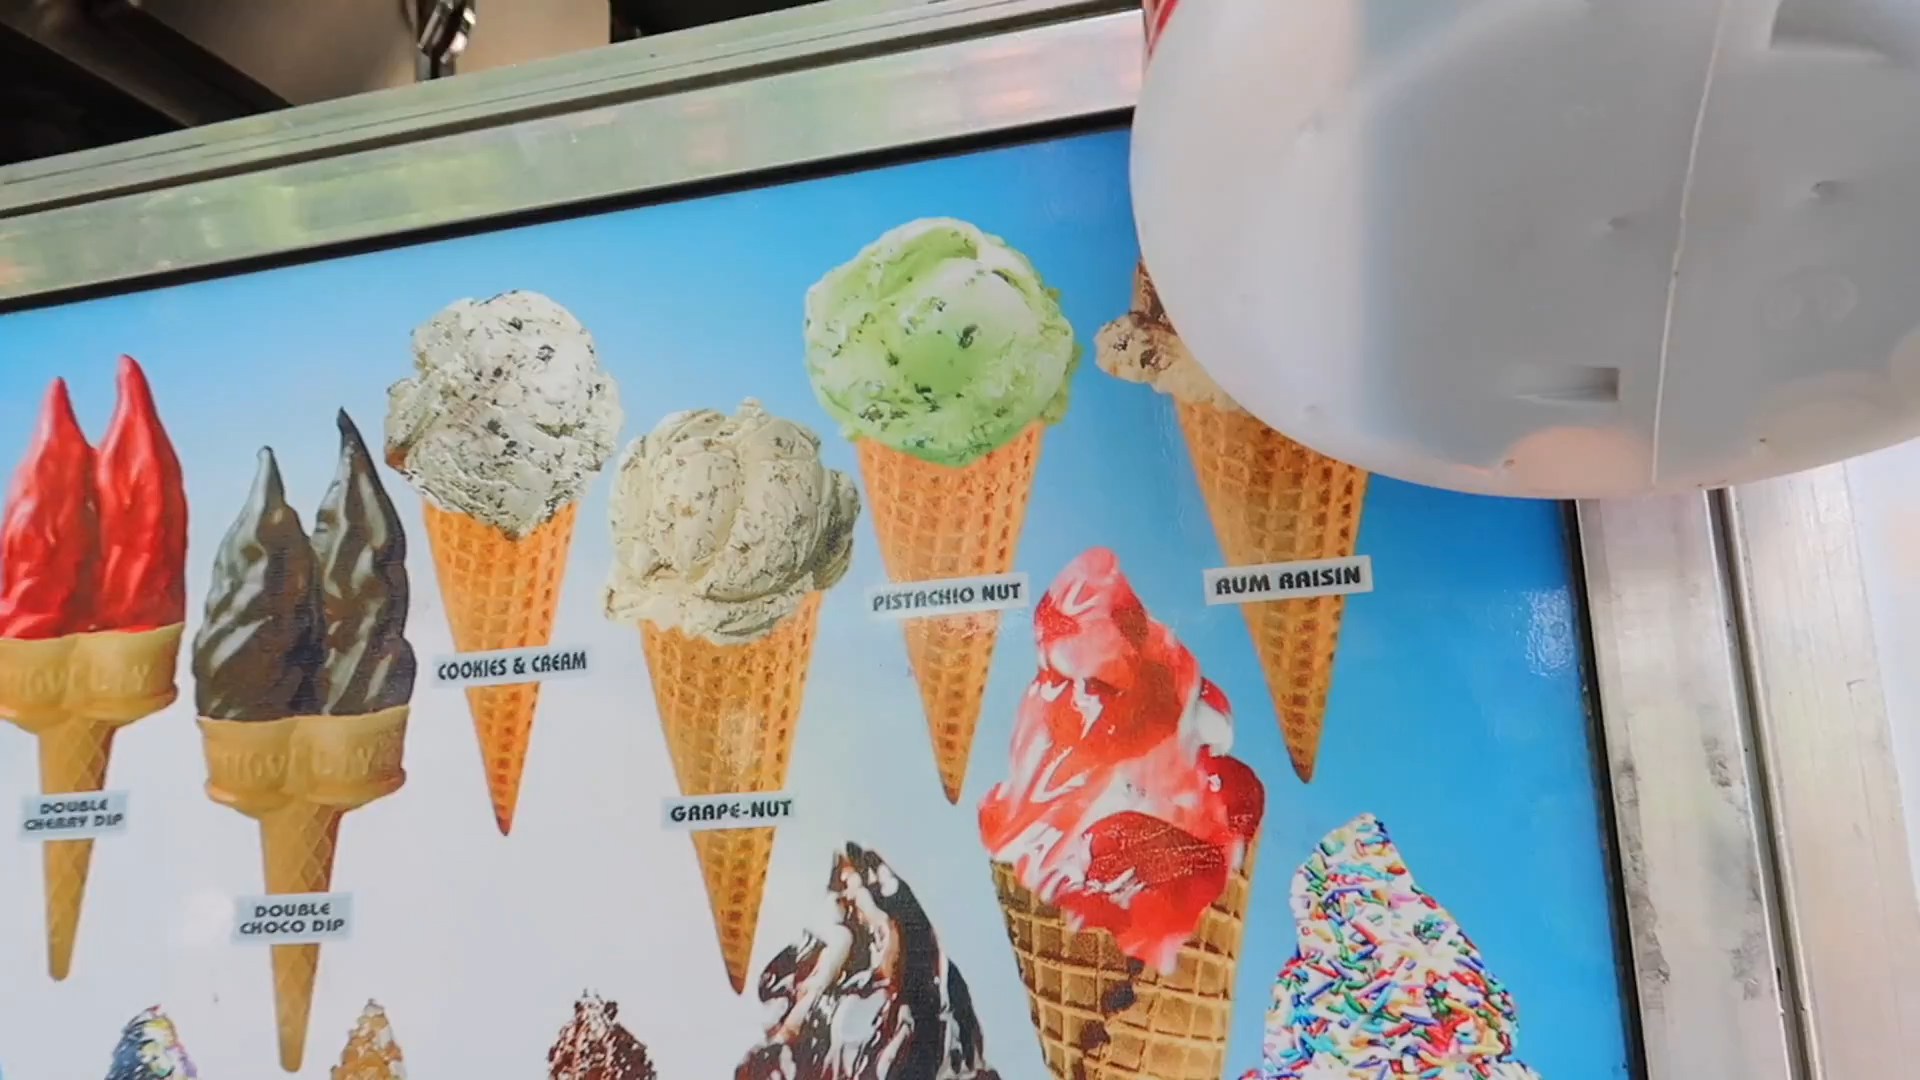 COOKIES & CREAM
PISTACHIO NUT
RUM RAISIN
DOUBLE
CHERRY DIP
GRAPE-NUT
DOUBLE
CHOCO DIP